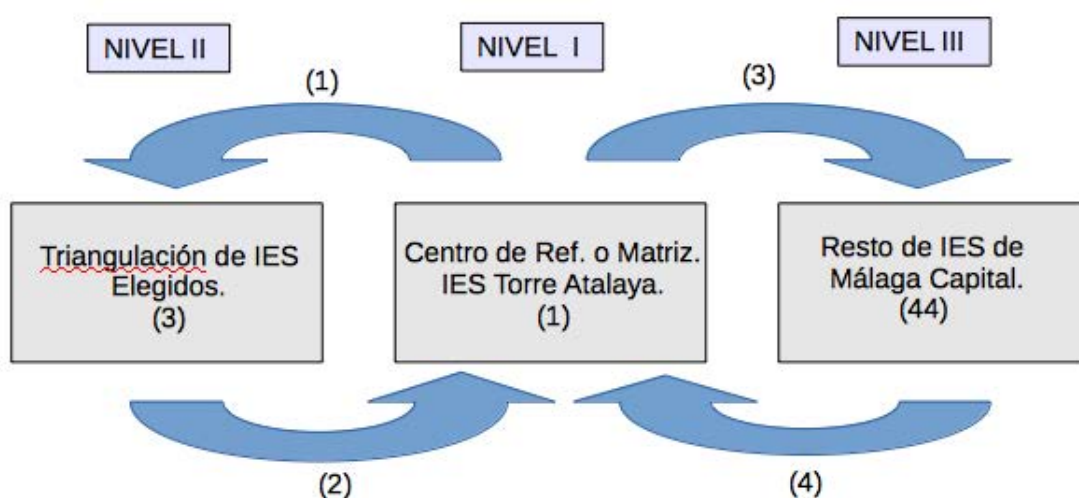 NIVEL II
NIVEL I
NIVEL III
(1)
(3)
Triangulación de IES
Elegidos.
(3)
Centro de Ref. o Matriz.
IES Torre Atalaya.
(1)
Resto de IES de
Málaga Capital.
(44)
(2)
(4)